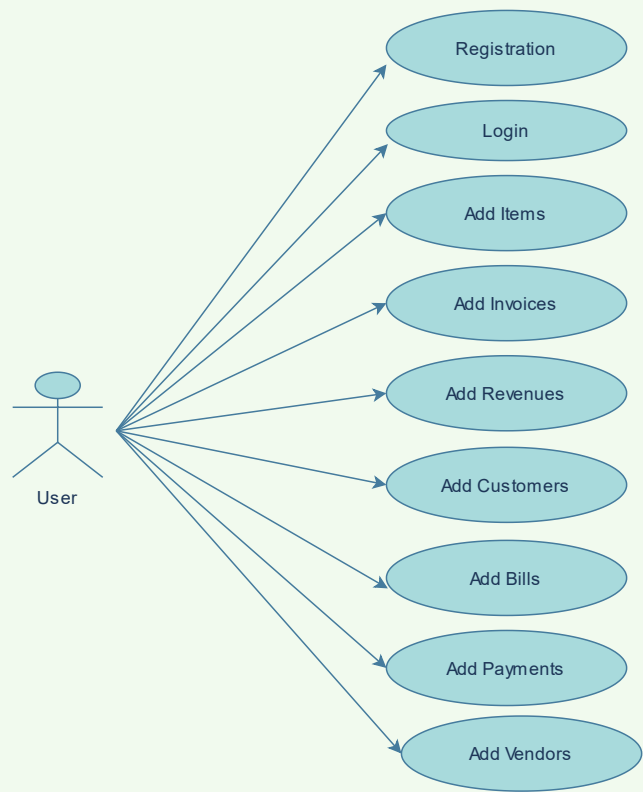 Registration
Login
Add Items
Add Invoices
Add Revenues
Add Customers
User
Add Bills
Add Payments
Add Vendors